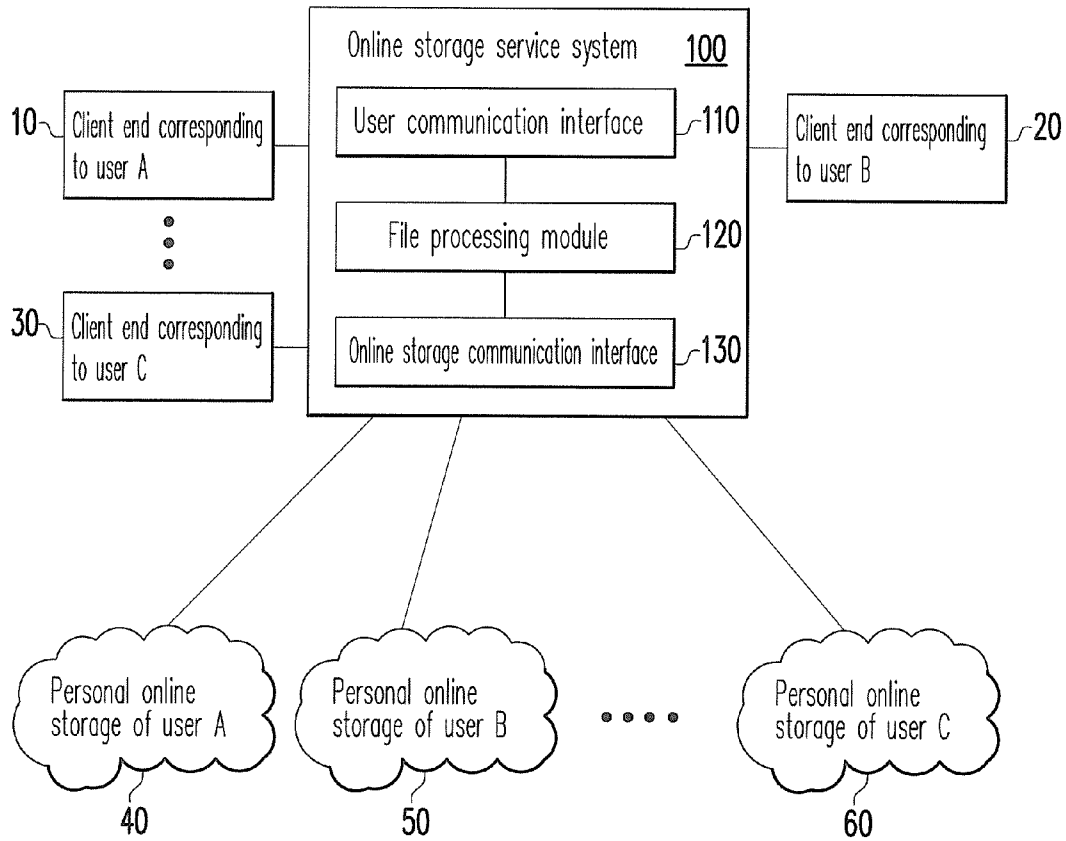 Online storage service system 100
User communication interface 110
File processing module 120
Online storage communication interface 130
10 Client end corresponding
to user A
30 Client end corresponding
to user C
Client end corresponding 20
to user B
Personal online
storage of user A
40
Personal online
storage of user B
50
Personal online
storage of user C
60